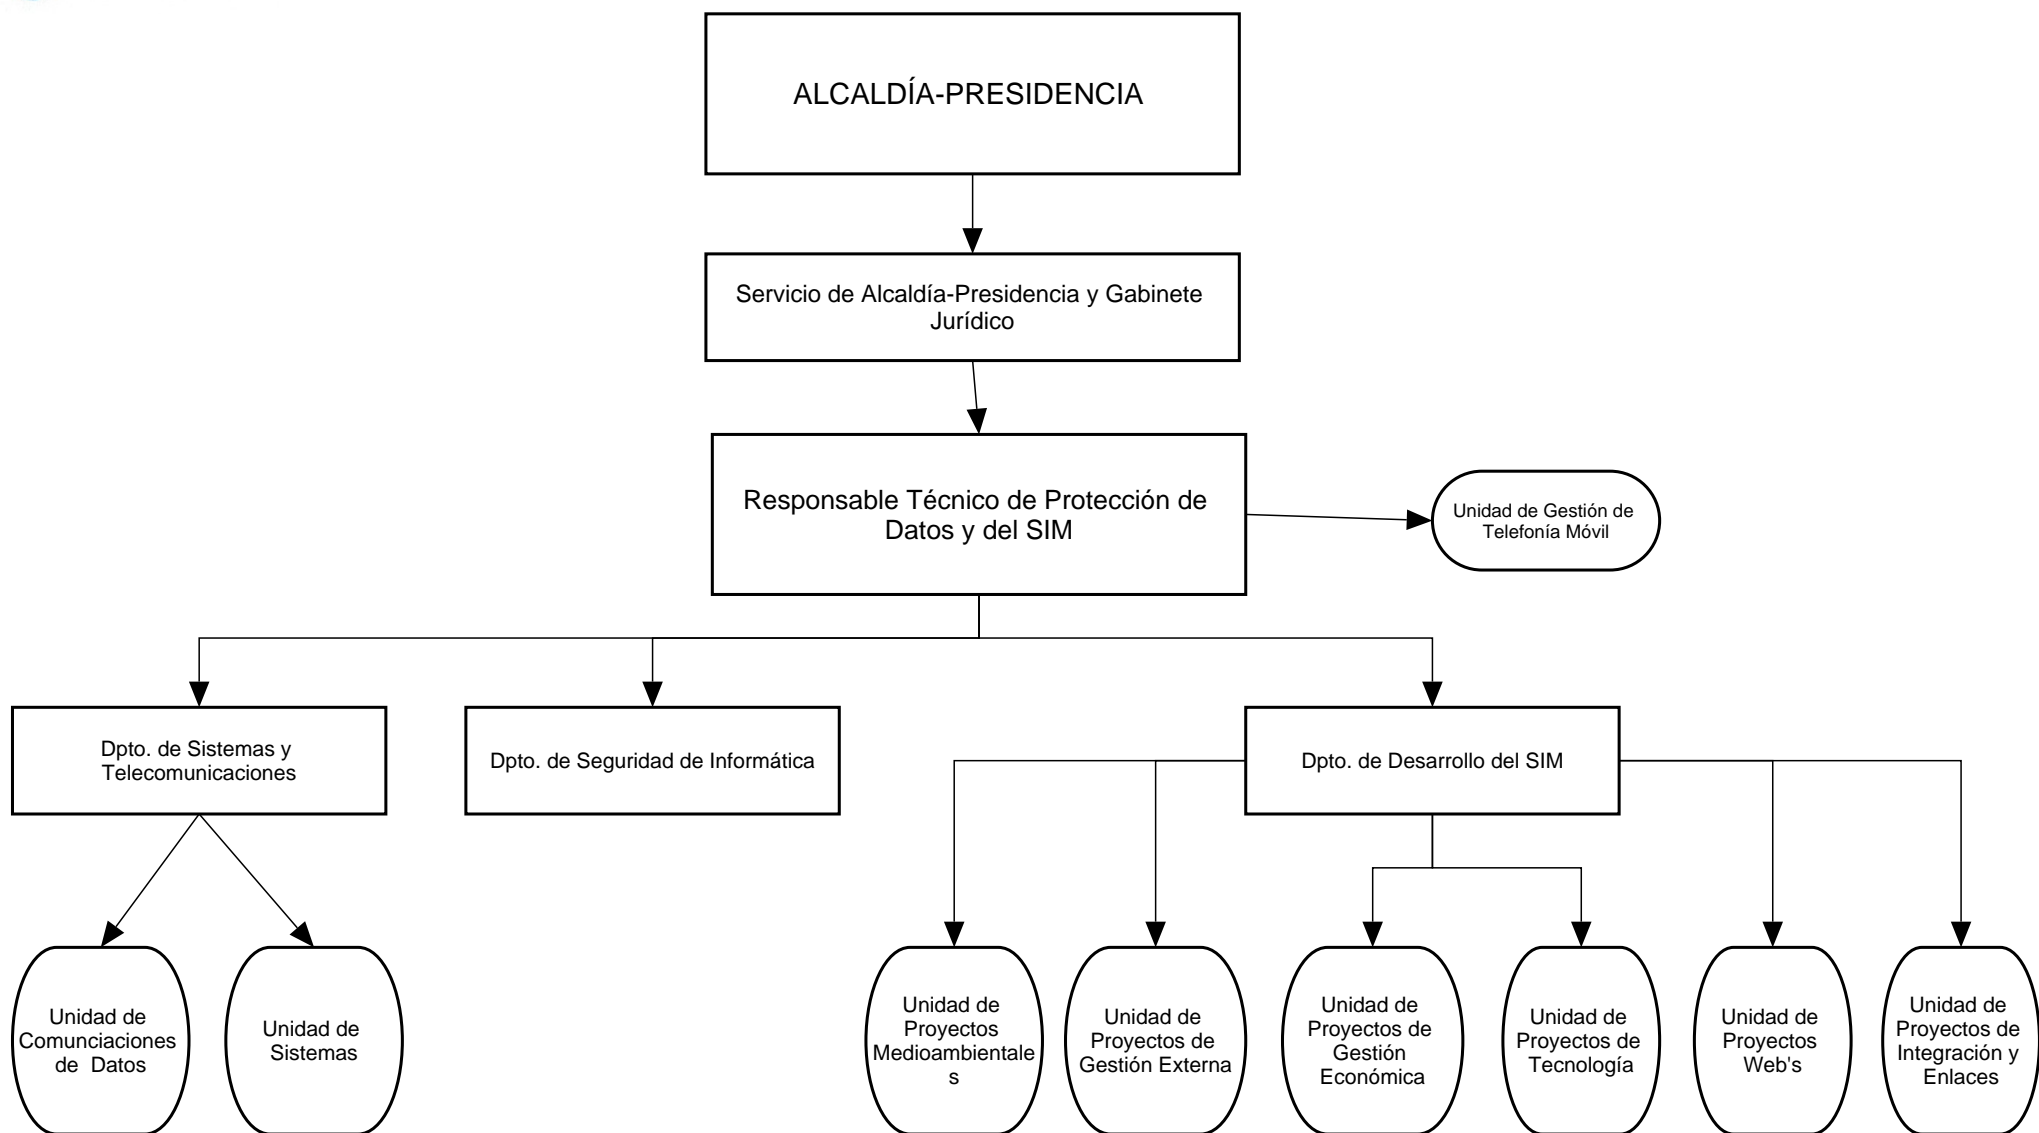 ALCALDÍA-PRESIDENCIA
Servicio de Alcaldía-Presidencia y Gabinete
Jurídico
Responsable Técnico de Protección de
Datos y del SIM
Unidad de Gestión de
Telefonía Móvil
Dpto. de Sistemas y
Telecomunicaciones
Dpto. de Seguridad de Informática
Dpto. de Desarrollo del SIM
Unidad de
Comunciaciones
de Datos
Unidad de
Sistemas
Unidad de
Proyectos
Medioambientale
s
Unidad de
Proyectos de
Gestión Externa
Unidad de
Proyectos de
Gestión
Económica
Unidad de
Proyectos de
Tecnología
Unidad de
Proyectos
Web's
Unidad de
Proyectos de
Integración y
Enlaces